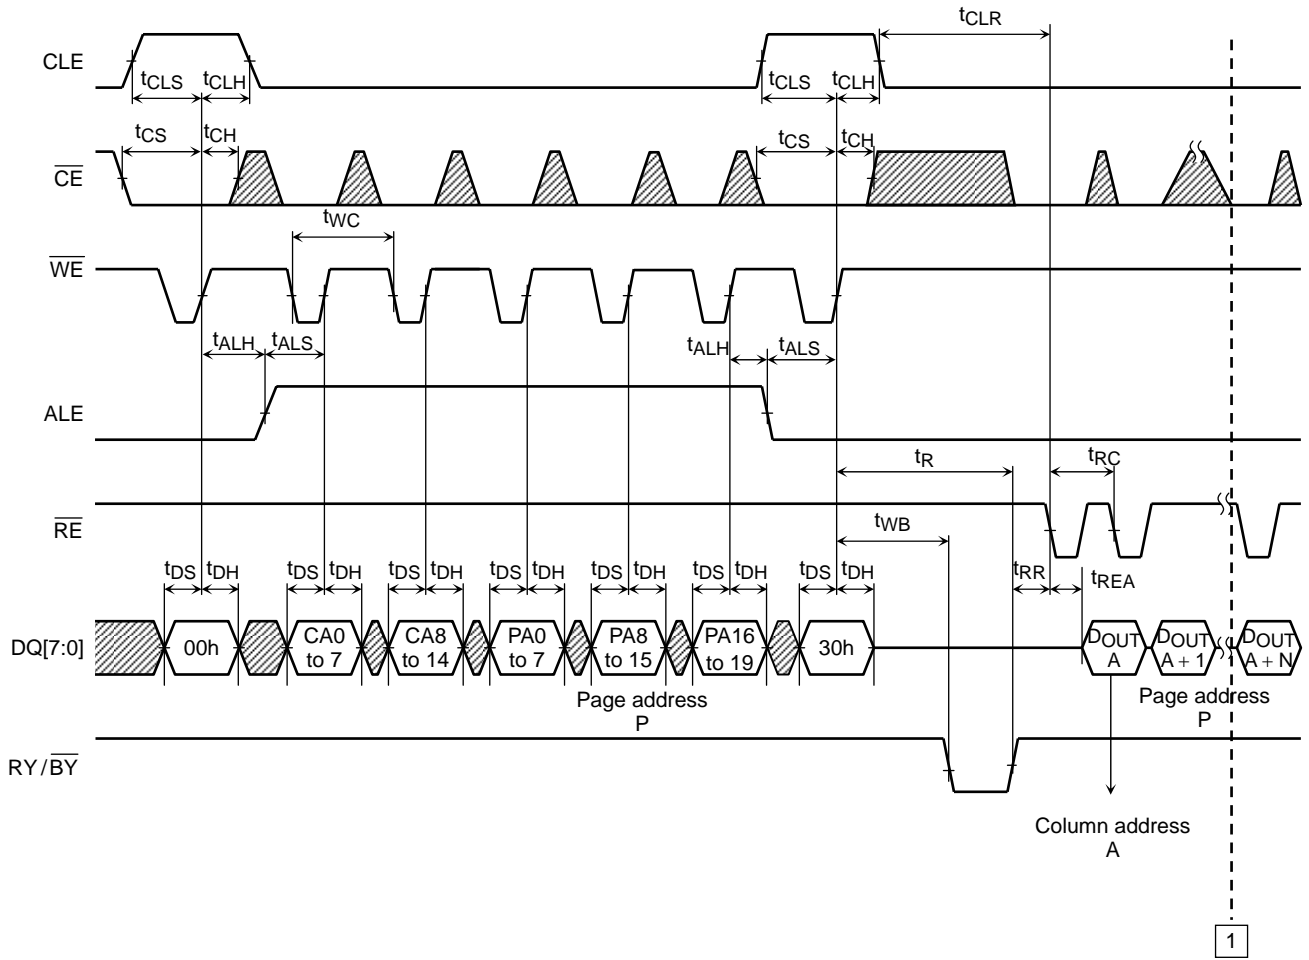 tCLR
CLE
tCLS tCLH tCLS tCLH
tCS tCH tCS tCH
CE
tWC
WE
tALH tALS tALH tALS
ALE
tR tRC
RE
tWB
tDS tDH tDS tDH tDS tDH tDS tDH tDS tDH tDS tDH tDS tDH tRR tREA
DQ[7:0] 00h CA0 to 7 CA8 to 14 PA0 to 7 PA8 to 15 PA16 to 19 30h DOUT A DOUT A + 1 DOUT A + N
Page address P Page address P
RY/BY
Column address
A
1